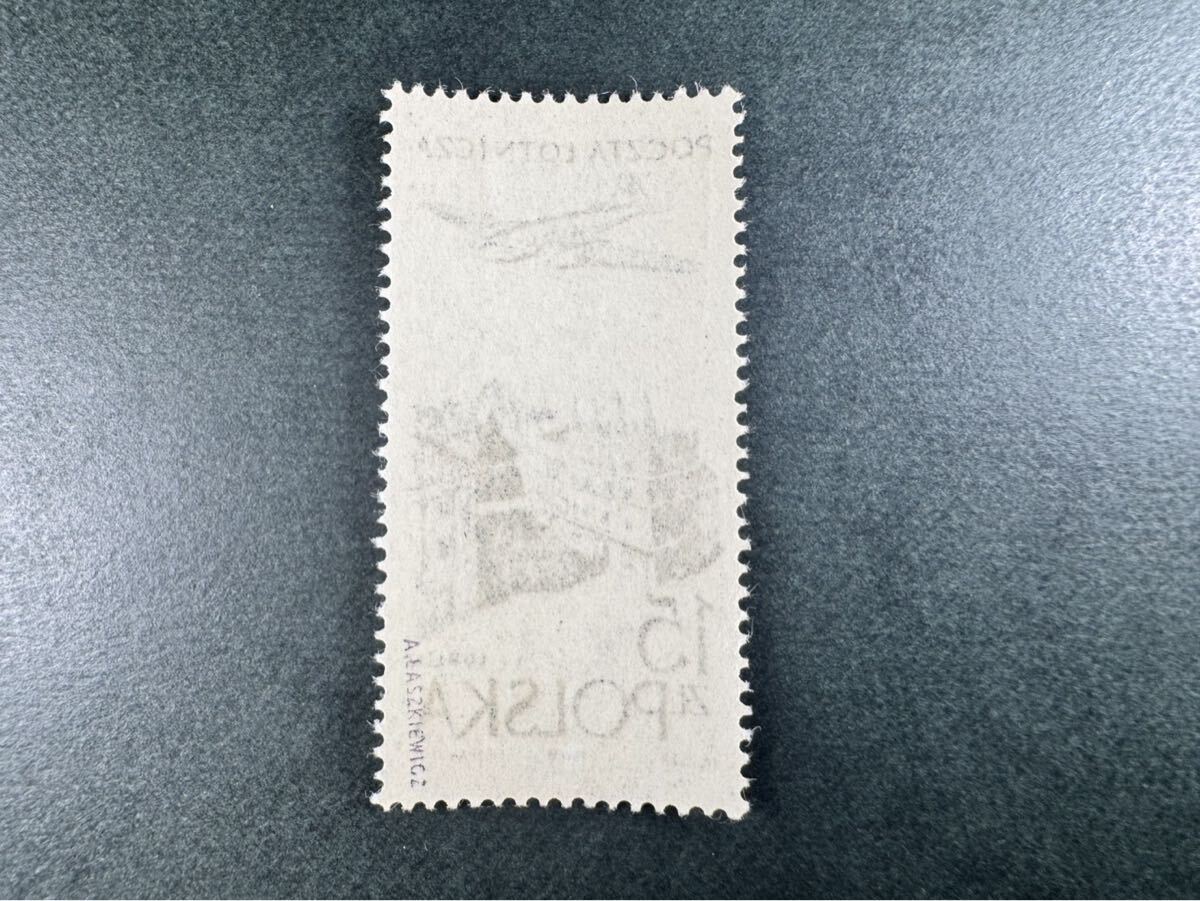 POCZTA LOTNICZA
15
ZŁ POLSKA
A.ŁASZKIEWICZ